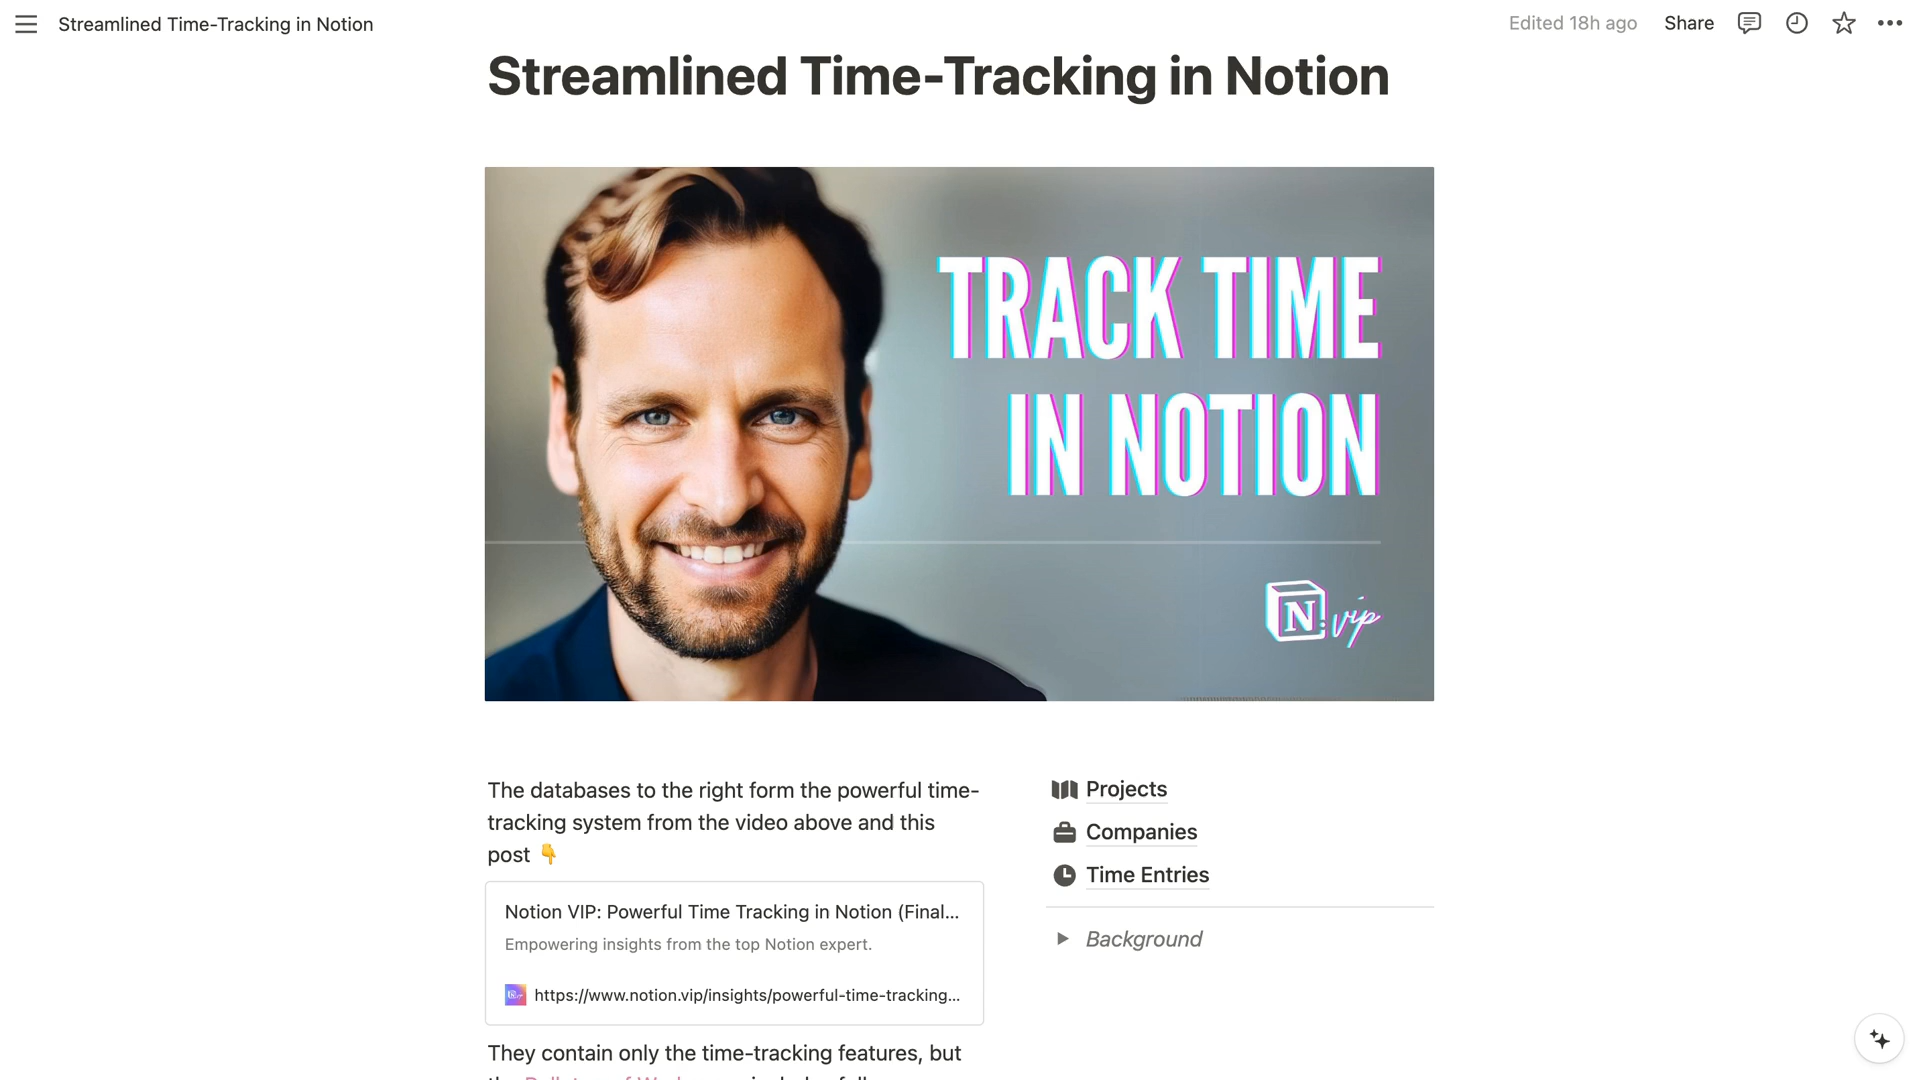 Streamlined Time-Tracking in Notion
Edited 18h ago
Share
Streamlined Time-Tracking in Notion
TRACK TIME
IN NOTION
N
.vip
The databases to the right form the powerful time-
tracking system from the video above and this
post 👇
Notion VIP: Powerful Time Tracking in Notion (Final...
Empowering insights from the top Notion expert.
https://www.notion.vip/insights/powerful-time-tracking...
They contain only the time-tracking features, but
Projects
Companies
Time Entries
Background